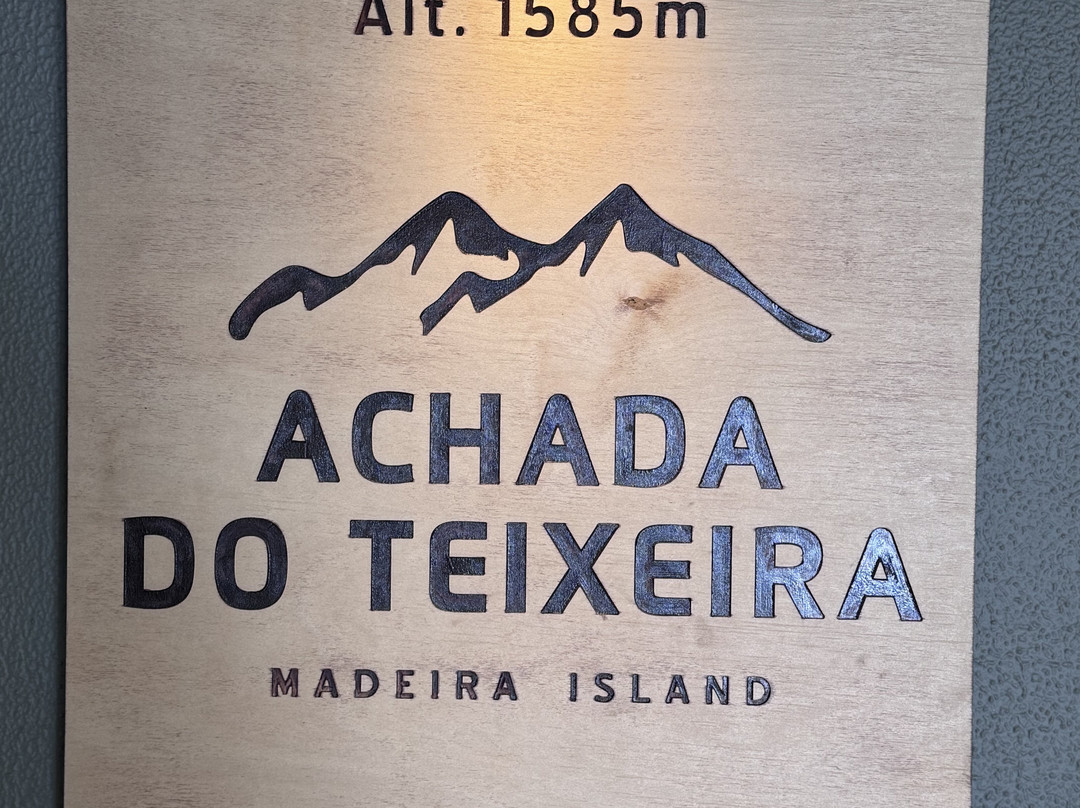 Alt. 1585m
ACHADA
DO TEIXEIRA
MADEIRA ISLAND